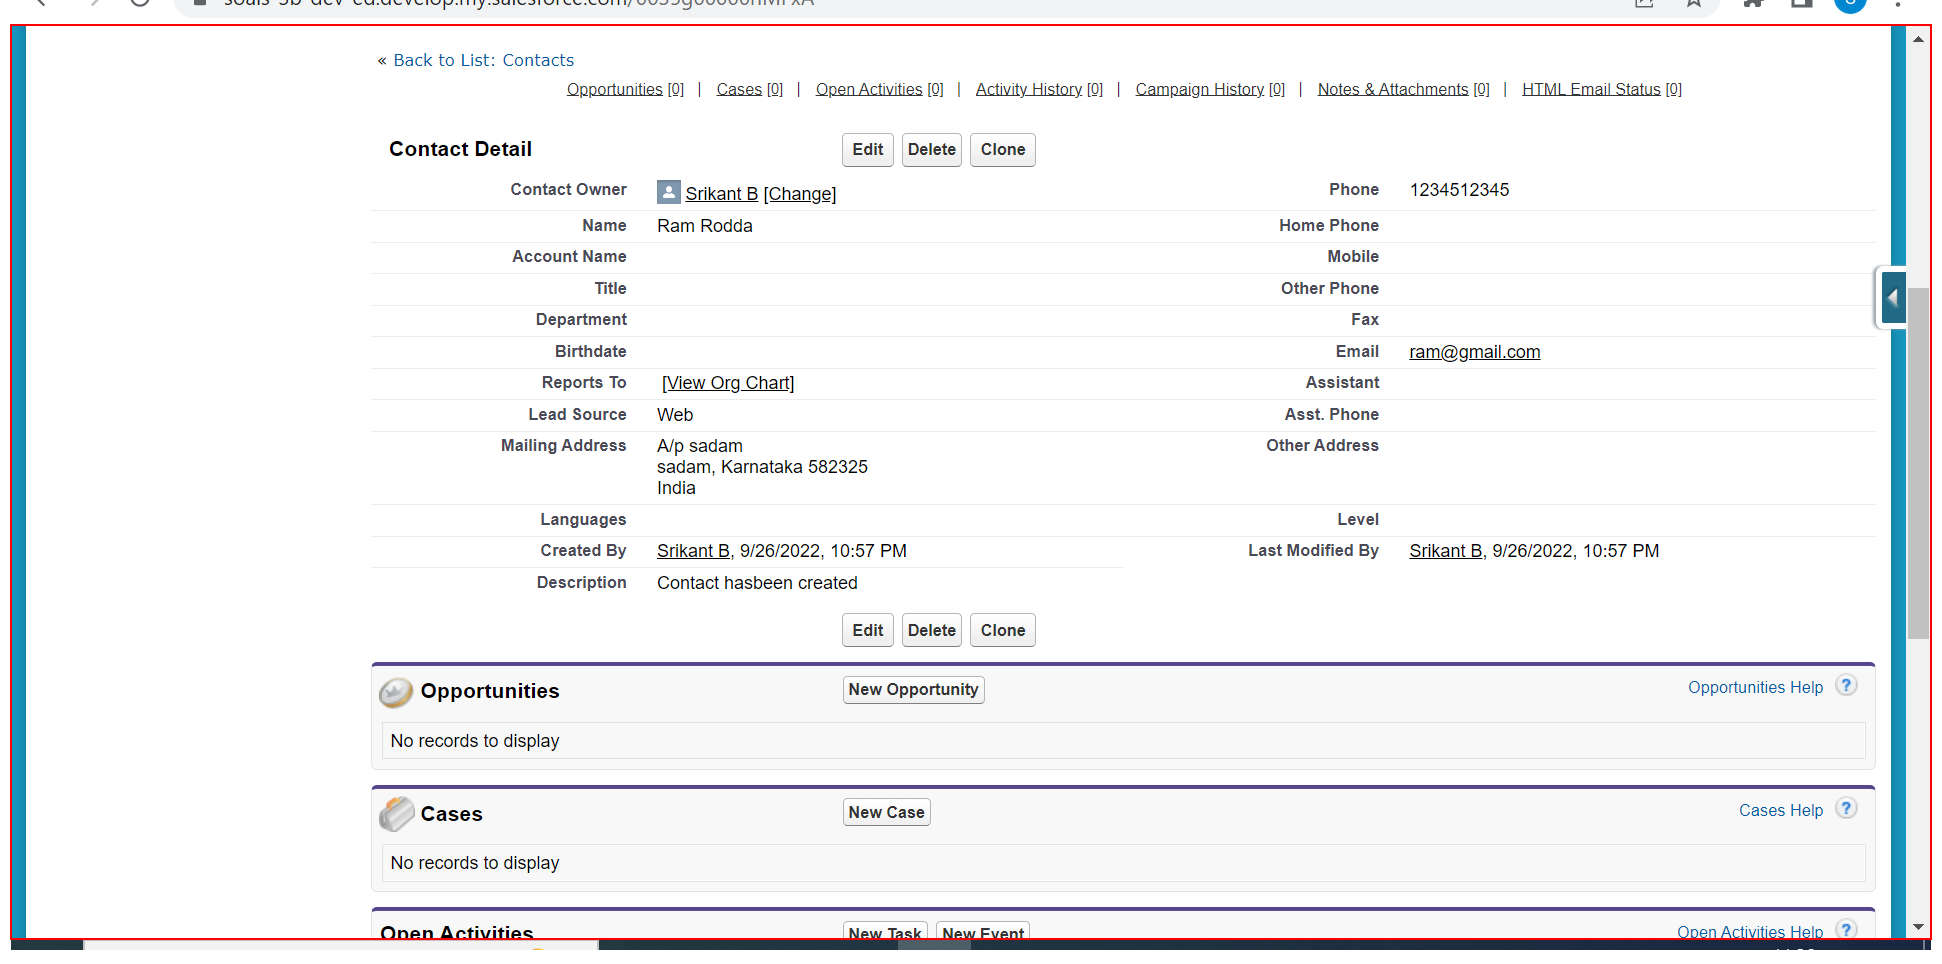 « Back to List: Contacts
Opportunities [0] | Cases [0] | Open Activities [0] | Activity History [0] | Campaign History [0] | Notes & Attachments [0] | HTML Email Status [0]
Contact Detail Edit Delete Clone
Contact Owner Srikant B [Change] Phone 1234512345
Name Ram Rodda Home Phone
Account Name Mobile
Title Other Phone
Department Fax
Birthdate Email ram@gmail.com
Reports To [View Org Chart] Assistant
Lead Source Web Asst. Phone
Mailing Address A/p sadam Other Address
sadam, Karnataka 582325
India
Languages Level
Created By Srikant B, 9/26/2022, 10:57 PM Last Modified By Srikant B, 9/26/2022, 10:57 PM
Description Contact hasbeen created
Edit Delete Clone
Opportunities New Opportunity Opportunities Help ?
No records to display
Cases New Case Cases Help ?
No records to display
Open Activities New Task New Event Open Activities Help ?